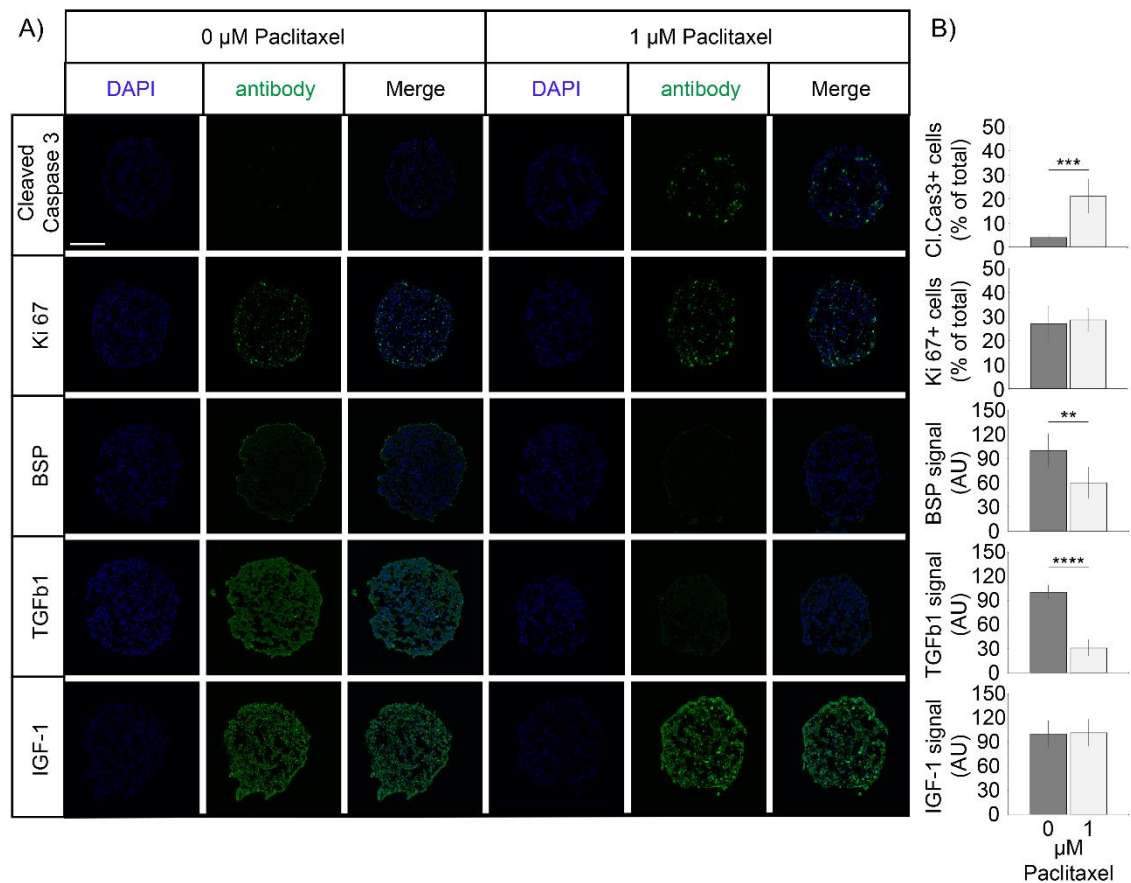 A)
0 µM Paclitaxel
1 µM Paclitaxel
DAPI
antibody
Merge
DAPI
antibody
Merge
Cleaved
Caspase 3
Ki 67
BSP
TGFb1
IGF-1
B)
Cl.Cas3+ cells
(% of total)
50
40
30
20
10
0
***
Ki 67+ cells
(% of total)
50
40
30
20
10
0
BSP signal
(AU)
150
120
90
60
30
0
**
TGFb1 signal
(AU)
150
120
90
60
30
0
****
IGF-1 signal
(AU)
150
120
90
60
30
0
0 1
µM
Paclitaxel